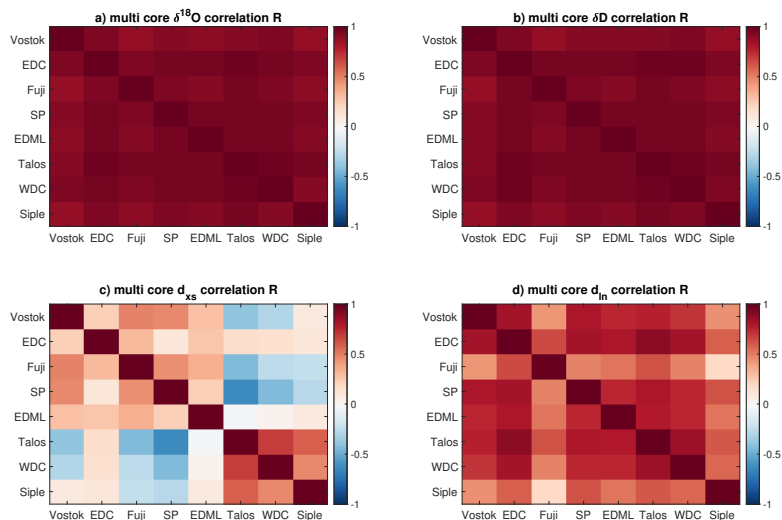 a) multi core δ¹⁸O correlation R
Vostok
EDC
Fuji
SP
EDML
Talos
WDC
Siple
Vostok EDC Fuji SP EDML Talos WDC Siple
1
0.5
0
-0.5
-1
b) multi core δD correlation R
Vostok
EDC
Fuji
SP
EDML
Talos
WDC
Siple
Vostok EDC Fuji SP EDML Talos WDC Siple
1
0.5
0
-0.5
-1
c) multi core d_xs correlation R
Vostok
EDC
Fuji
SP
EDML
Talos
WDC
Siple
Vostok EDC Fuji SP EDML Talos WDC Siple
1
0.5
0
-0.5
-1
d) multi core d_ln correlation R
Vostok
EDC
Fuji
SP
EDML
Talos
WDC
Siple
Vostok EDC Fuji SP EDML Talos WDC Siple
1
0.5
0
-0.5
-1